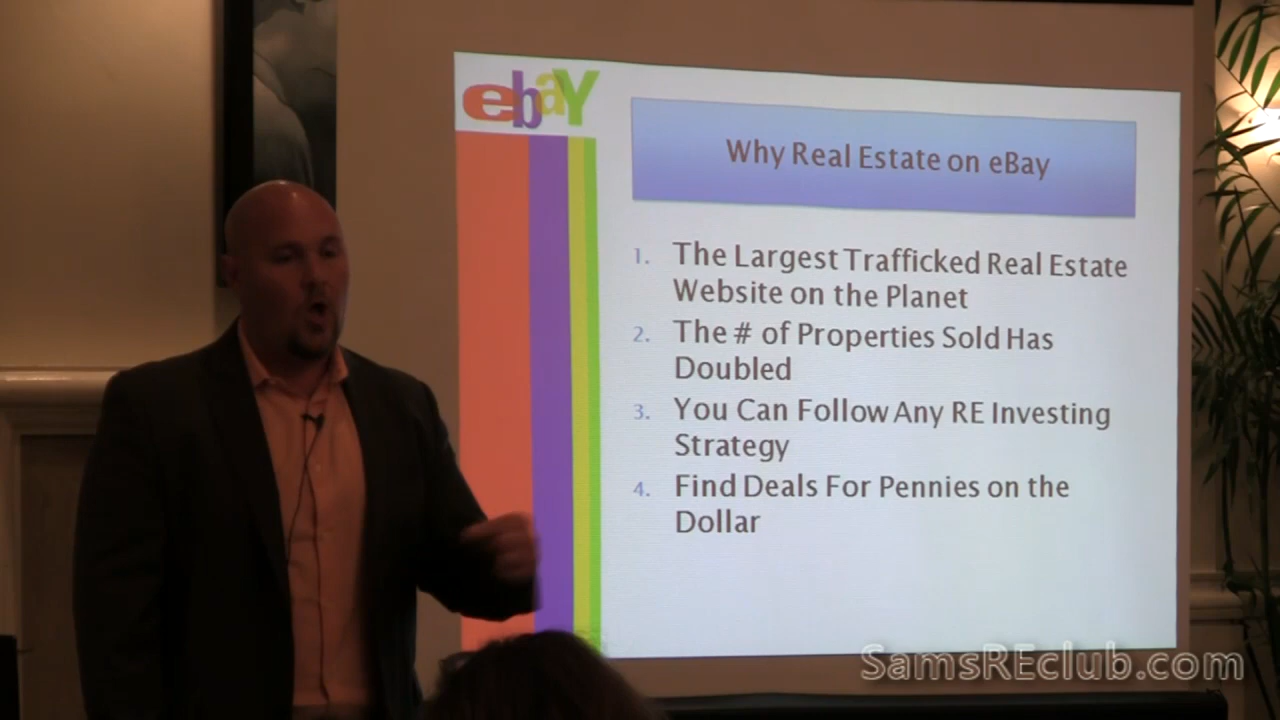 ebaY
Why Real Estate on eBay
1. The Largest Trafficked Real Estate
Website on the Planet
2. The # of Properties Sold Has
Doubled
3. You Can Follow Any RE Investing
Strategy
4. Find Deals For Pennies on the
Dollar
SamsREclub.com